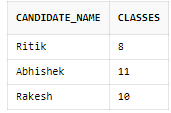 CANDIDATE_NAME CLASSES
Ritik 8
Abhishek 11
Rakesh 10